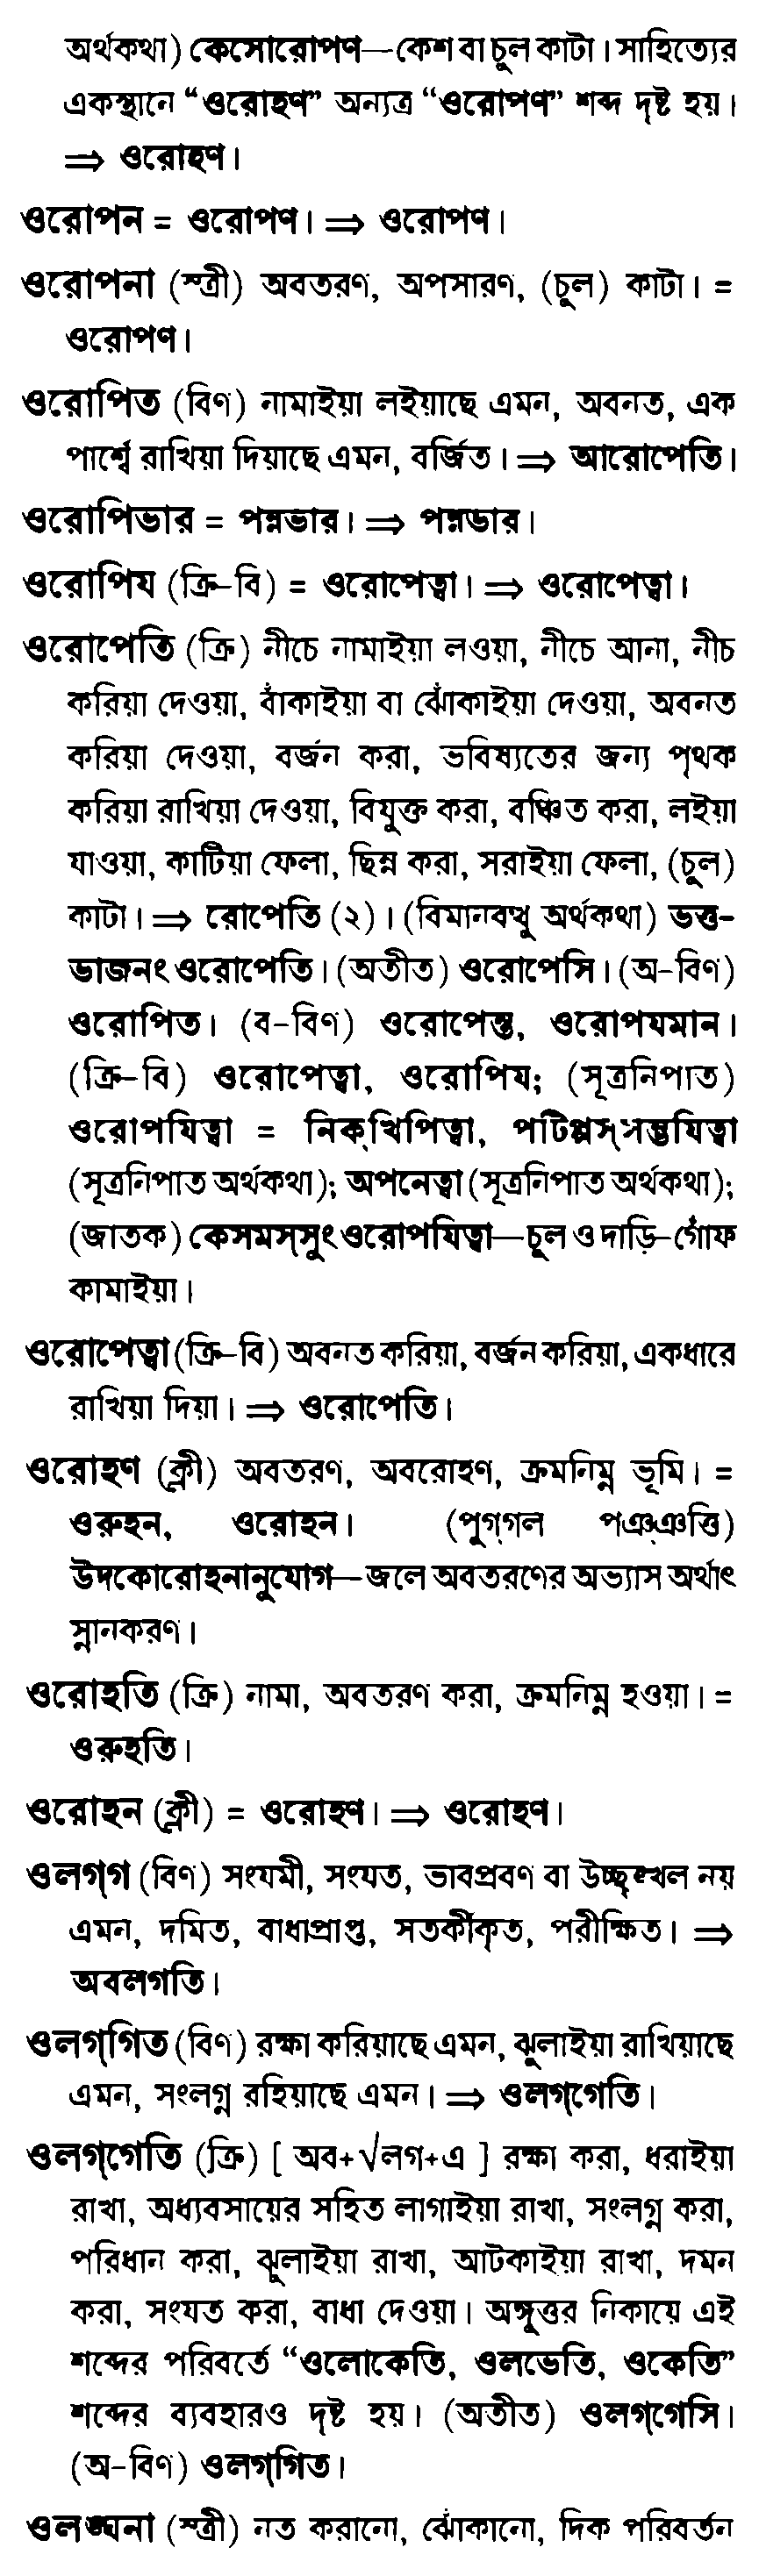 অর্থকথা) কেসোরোপণ—কেশ বা চুল কাটা। সাহিত্যের
একস্থানে “ওরোহণ” অন্যত্র “ওরোপণ” শব্দ দৃষ্ট হয়।
⇒ ওরোহণ।
ওরোপন = ওরোপণ। ⇒ ওরোপণ।
ওরোপনা (স্ত্রী) অবতরণ, অপসারণ, (চুল) কাটা। =
ওরোপণ।
ওরোপিত (বিণ) নামাইয়া লইয়াছে এমন, অবনত, এক
পার্শ্বে রাখিয়া দিয়াছে এমন, বর্জিত। ⇒ আরোপেতি।
ওরোপিভার = পন্নভার। ⇒ পন্নভার।
ওরোপিয (ক্রি-বি) = ওরোপেত্বা। ⇒ ওরোপেত্বা।
ওরোপেতি (ক্রি) নীচে নামাইয়া লওয়া, নীচে আনা, নীচ
করিয়া দেওয়া, বাঁকাইয়া বা ঝোঁকাইয়া দেওয়া, অবনত
করিয়া দেওয়া, বর্জন করা, ভবিষ্যতের জন্য পৃথক
করিয়া রাখিয়া দেওয়া, বিযুক্ত করা, বঞ্চিত করা, লইয়া
যাওয়া, কাটিয়া ফেলা, ছিন্ন করা, সরাইয়া ফেলা, (চুল)
কাটা। ⇒ রোপেতি (২)। (বিমানবত্থু অর্থকথা) ভত্ত-
ভাজনং ওরোপেতি। (অতীত) ওরোপেসি। (অ-বিণ)
ওরোপিত। (ব-বিণ) ওরোপেন্ত, ওরোপযমান।
(ক্রি-বি) ওরোপেত্বা, ওরোপিয; (সূত্রনিপাত)
ওরোপযিত্বা = নিক্‌খিপিত্বা, পটিপ্পস্‌সম্ভযিত্বা
(সূত্রনিপাত অর্থকথা); অপনেত্বা (সূত্রনিপাত অর্থকথা);
(জাতক) কেসমস্‌সুং ওরোপযিত্বা—চুল ও দাড়ি-গোঁফ
কামাইয়া।
ওরোপেত্বা (ক্রি-বি) অবনত করিয়া, বর্জন করিয়া, একধারে
রাখিয়া দিয়া। ⇒ ওরোপেতি।
ওরোহণ (ক্লী) অবতরণ, অবরোহণ, ক্রমনিম্ন ভূমি। =
ওরুহন, ওরোহন। (পুগ্‌গল পঞ্‌ঞত্তি)
উদকোরোহনানুযোগ—জলে অবতরণের অভ্যাস অর্থাৎ
স্নানকরণ।
ওরোহতি (ক্রি) নামা, অবতরণ করা, ক্রমনিম্ন হওয়া। =
ওরুহতি।
ওরোহন (ক্লী) = ওরোহণ। ⇒ ওরোহণ।
ওলগ্‌গ (বিণ) সংযমী, সংযত, ভাবপ্রবণ বা উচ্ছৃঙ্খল নয়
এমন, দমিত, বাধাপ্রাপ্ত, সতর্কীকৃত, পরীক্ষিত। ⇒
অবলগতি।
ওলগ্‌গিত (বিণ) রক্ষা করিয়াছে এমন, ঝুলাইয়া রাখিয়াছে
এমন, সংলগ্ন রহিয়াছে এমন। ⇒ ওলগ্‌গেতি।
ওলগ্‌গেতি (ক্রি) [ অব+√লগ+এ ] রক্ষা করা, ধরাইয়া
রাখা, অধ্যবসায়ের সহিত লাগাইয়া রাখা, সংলগ্ন করা,
পরিধান করা, ঝুলাইয়া রাখা, আটকাইয়া রাখা, দমন
করা, সংযত করা, বাধা দেওয়া। অঙ্গুত্তর নিকায়ে এই
শব্দের পরিবর্তে “ওলোকেতি, ওলভেতি, ওকেতি”
শব্দের ব্যবহারও দৃষ্ট হয়। (অতীত) ওলগ্‌গেসি।
(অ-বিণ) ওলগ্‌গিত।
ওলঙ্ঘনা (স্ত্রী) নত করানো, ঝোঁকানো, দিক পরিবর্তন